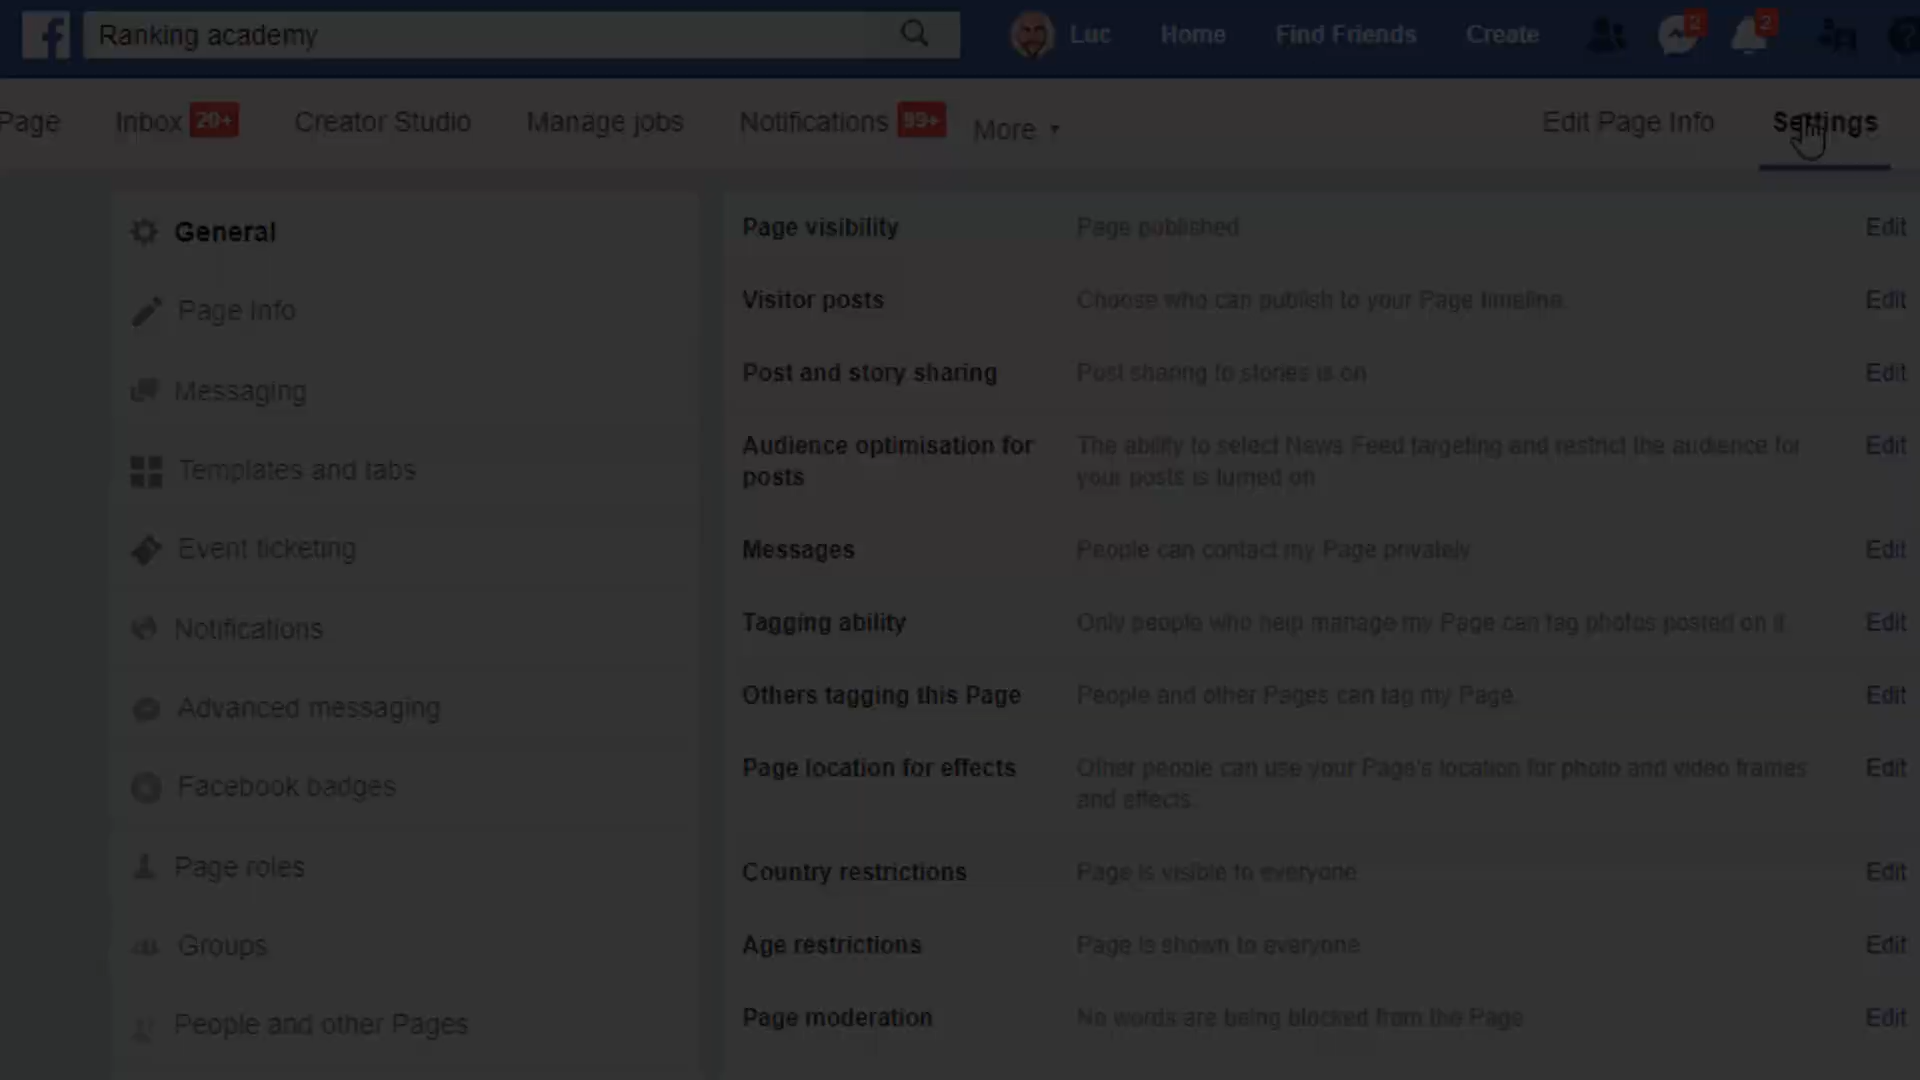 Ranking academy
Luc
Home
Find Friends
Create
2
2
Page
Inbox 20+
Creator Studio
Manage jobs
Notifications 99+
More
Edit Page Info
Settings
General
Page Info
Messaging
Templates and tabs
Event ticketing
Notifications
Advanced messaging
Facebook badges
Page roles
Groups
People and other Pages
Page visibility
Page published
Edit
Visitor posts
Choose who can publish to your Page timeline
Edit
Post and story sharing
Post sharing to stories is on
Edit
Audience optimisation for
posts
The ability to select News Feed targeting and restrict the audience for
your posts is turned on
Edit
Messages
People can contact my Page privately
Edit
Tagging ability
Only people who help manage my Page can tag photos posted on it
Edit
Others tagging this Page
People and other Pages can tag my Page.
Edit
Page location for effects
Other people can use your Page's location for photo and video frames
and effects.
Edit
Country restrictions
Page is visible to everyone
Edit
Age restrictions
Page is shown to everyone
Edit
Page moderation
No words are being blocked from the Page
Edit